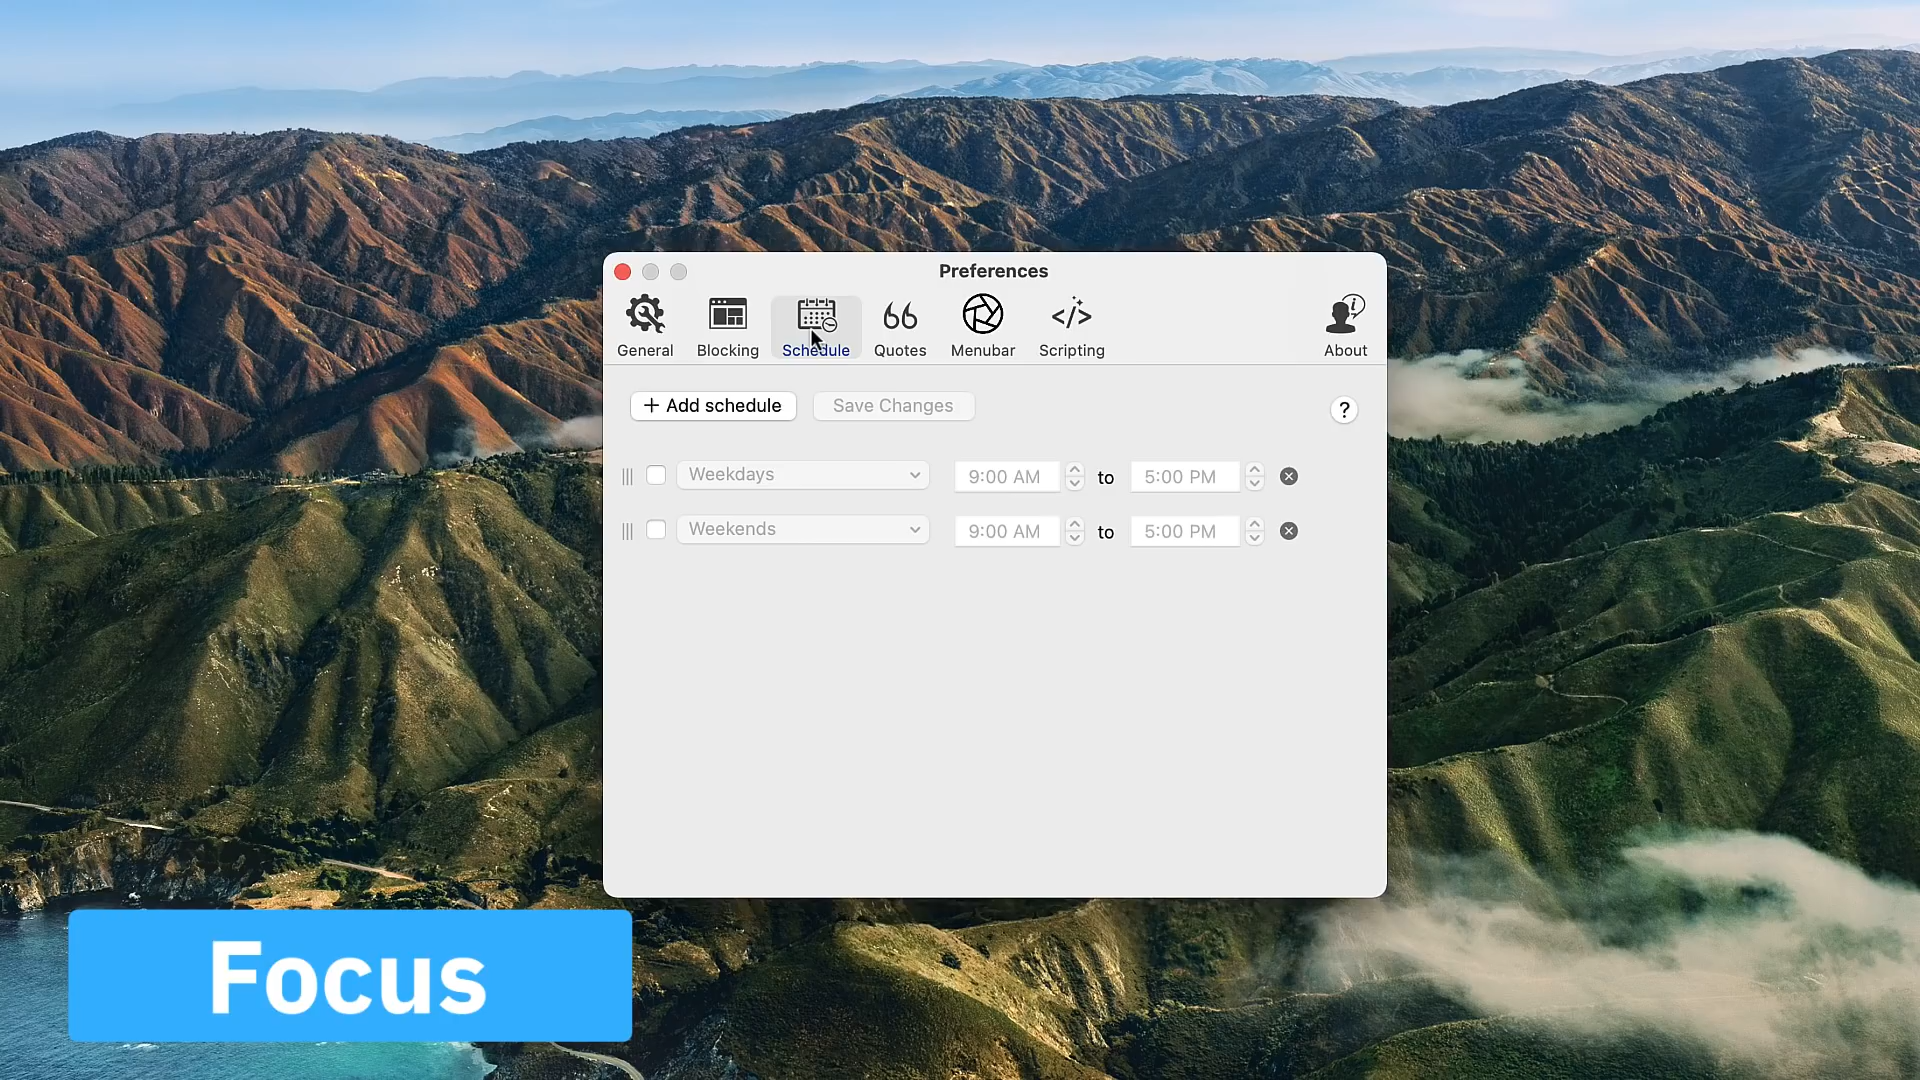 Preferences
General Blocking Schedule Quotes Menubar Scripting About
+ Add schedule Save Changes ?
Weekdays 9:00 AM to 5:00 PM
Weekends 9:00 AM to 5:00 PM
Focus